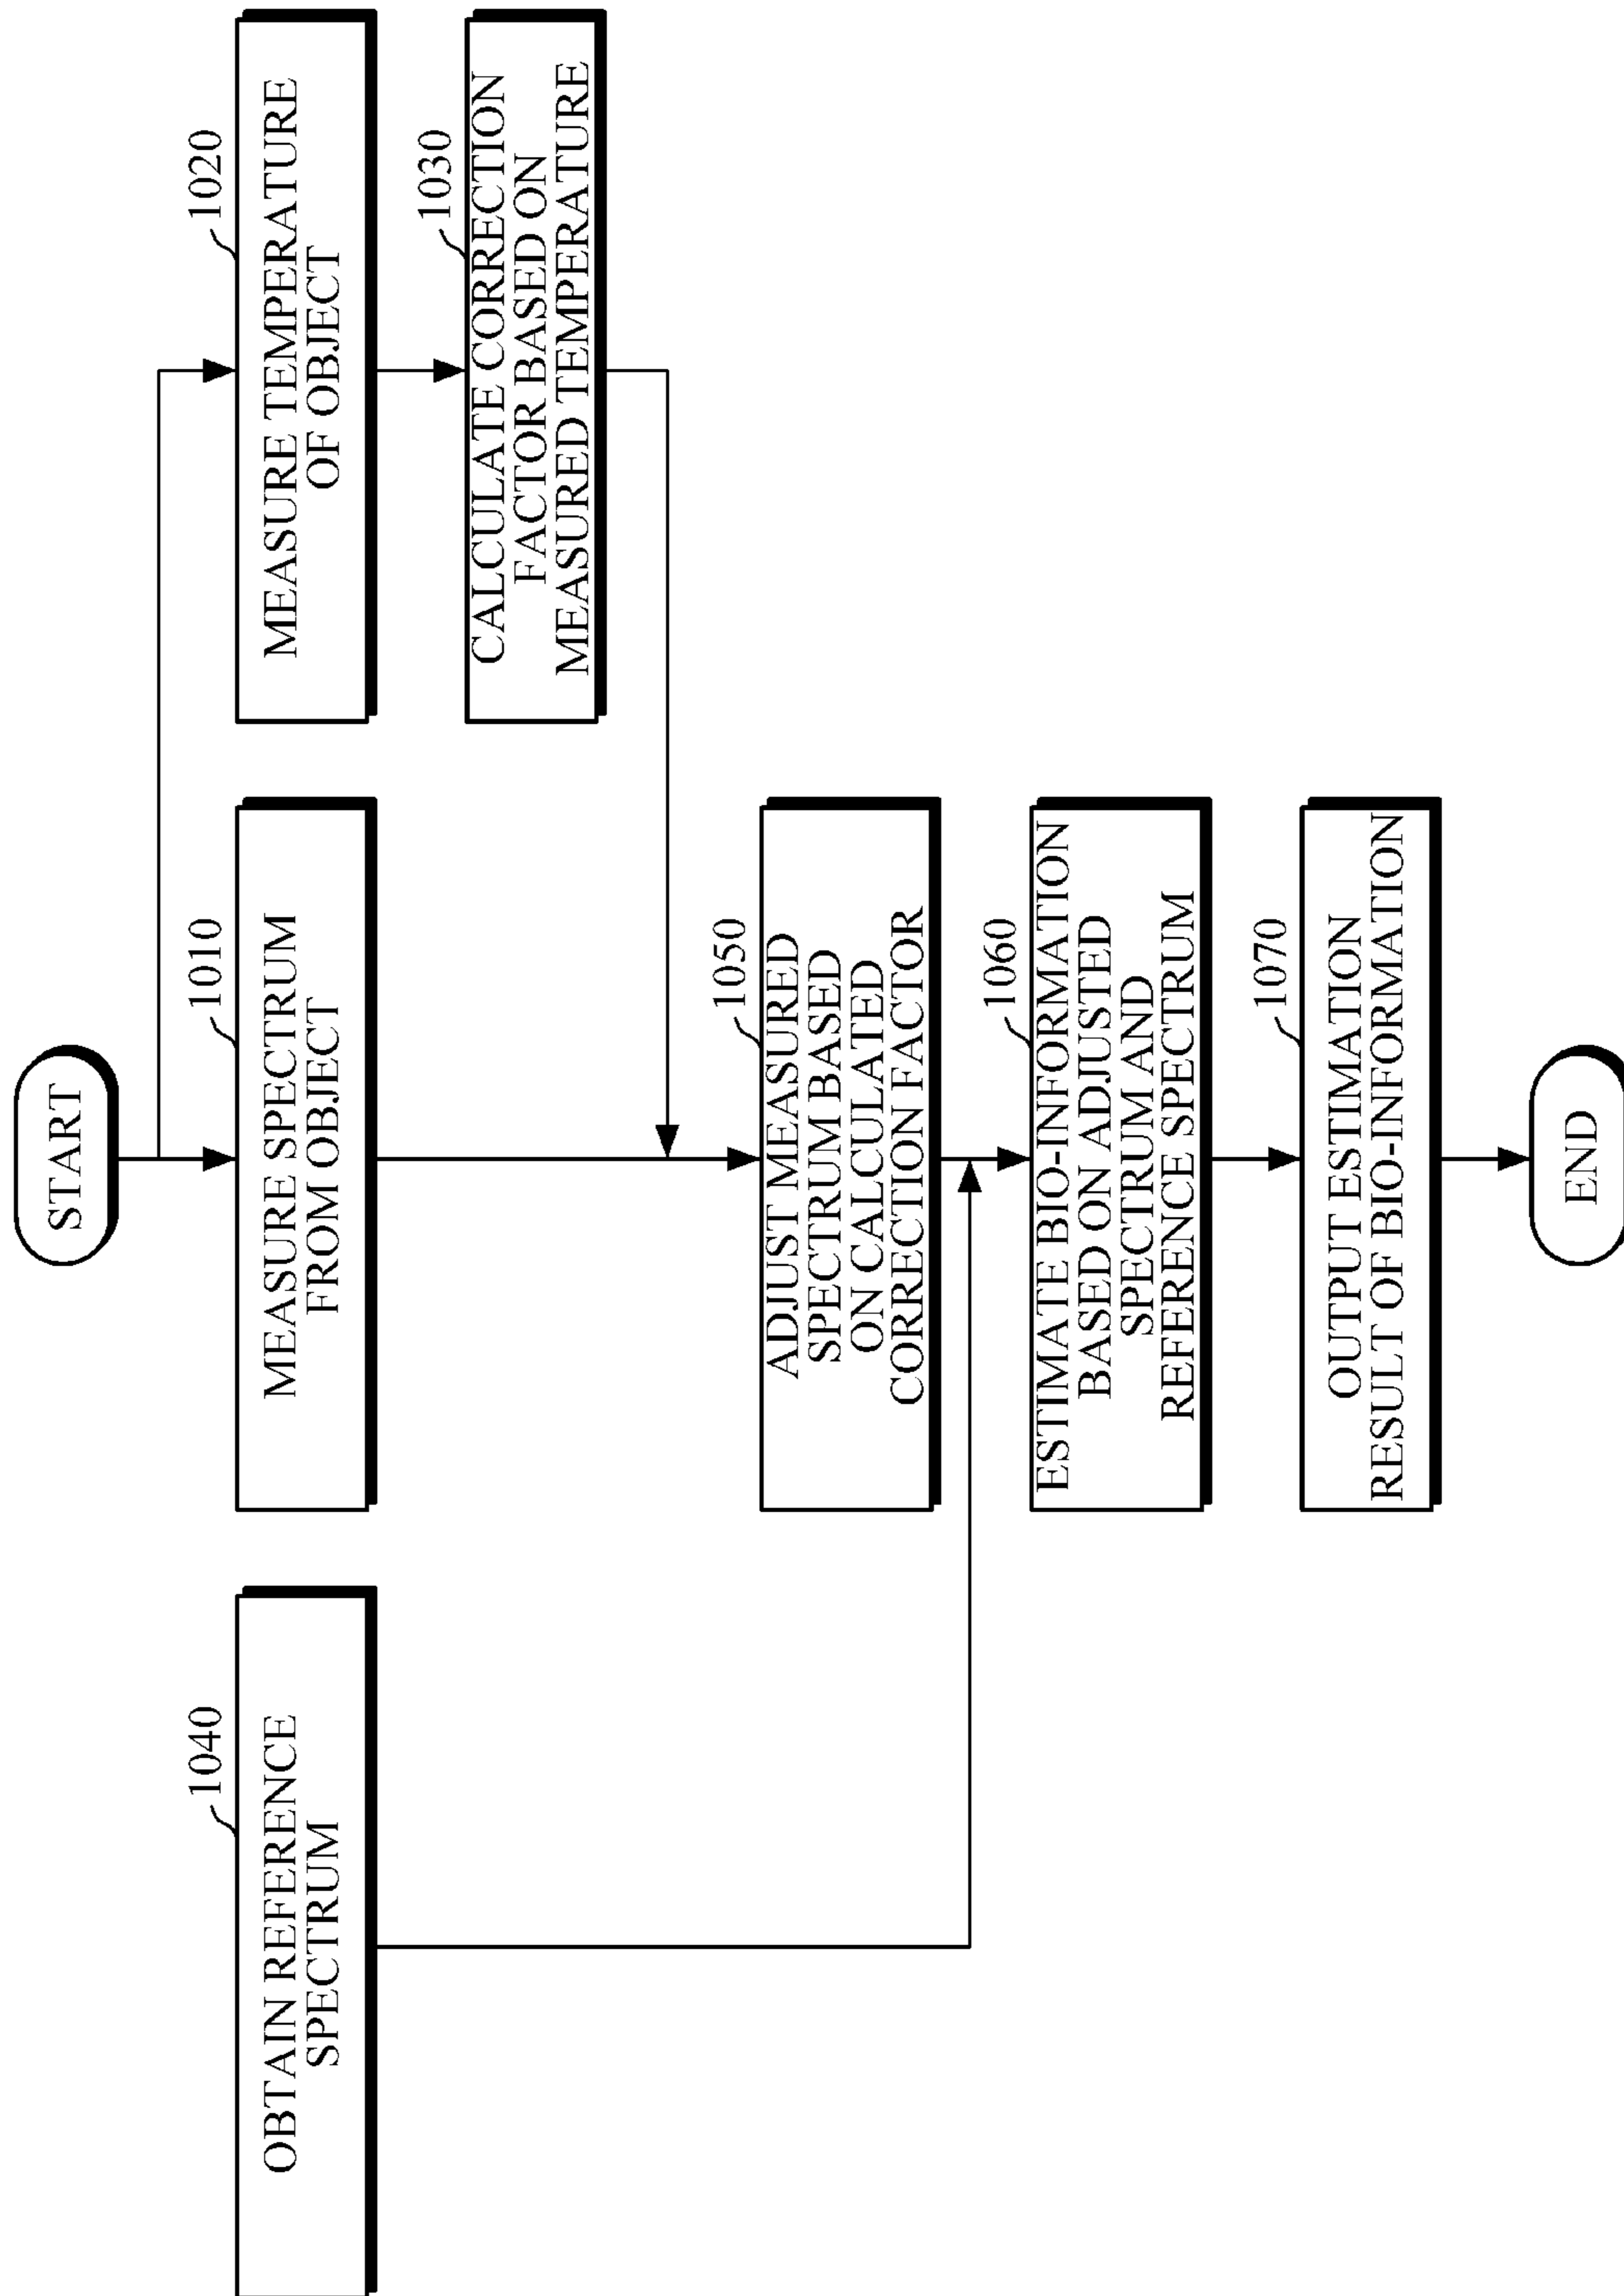 START
1040
OBTAIN REFERENCE
SPECTRUM
1010
MEASURE SPECTRUM
FROM OBJECT
1020
MEASURE TEMPERATURE
OF OBJECT
1030
CALCULATE CORRECTION
FACTOR BASED ON
MEASURED TEMPERATURE
1050
ADJUST MEASURED
SPECTRUM BASED
ON CALCULATED
CORRECTION FACTOR
1060
ESTIMATE BIO-INFORMATION
BASED ON ADJUSTED
SPECTRUM AND
REFERENCE SPECTRUM
1070
OUTPUT ESTIMATION
RESULT OF BIO-INFORMATION
END